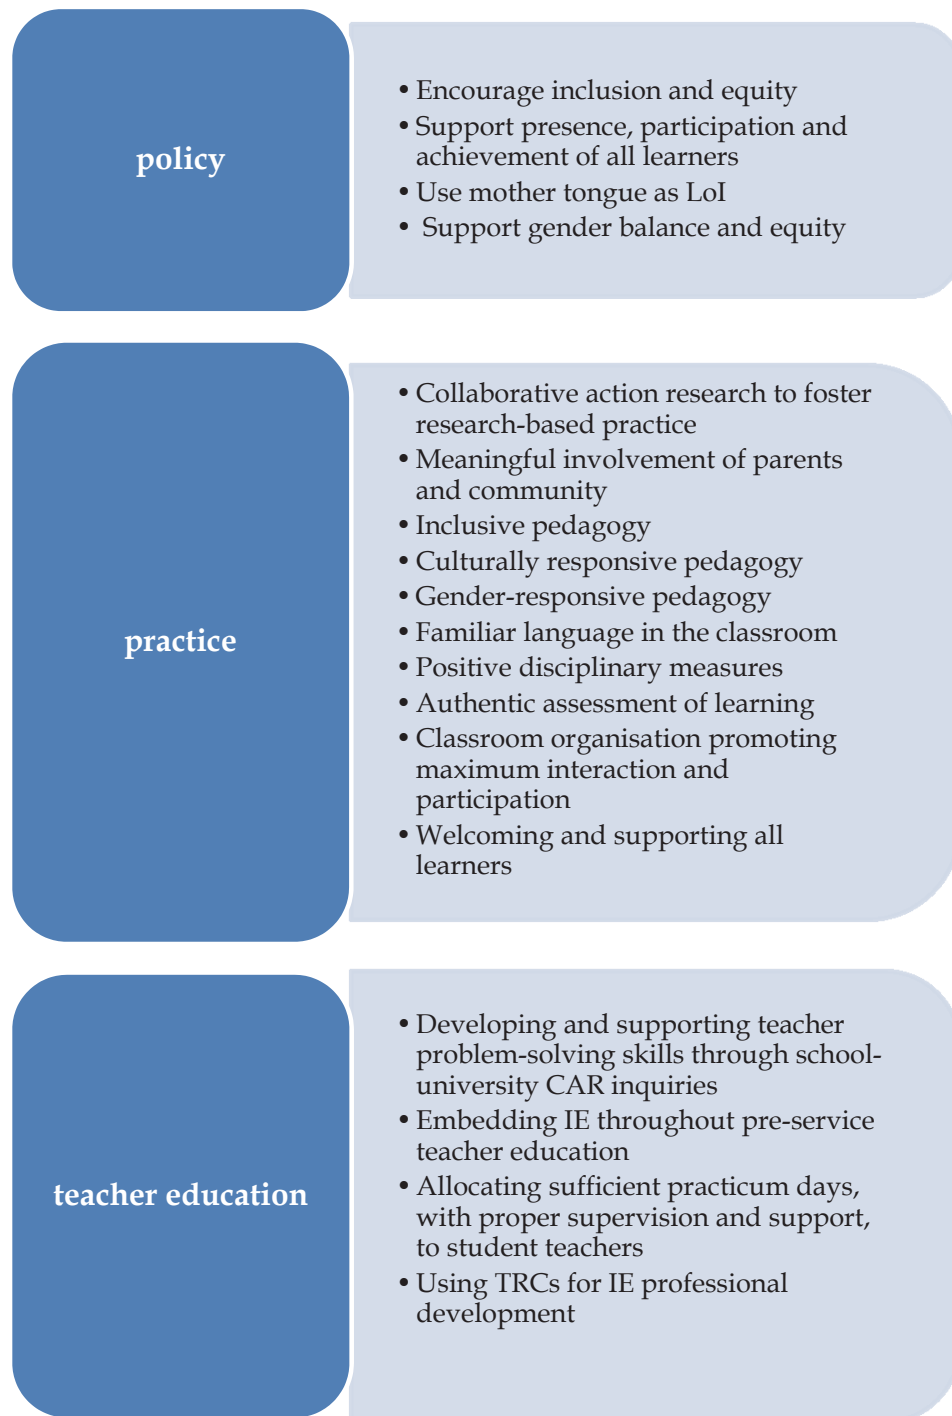 policy
• Encourage inclusion and equity
• Support presence, participation and
achievement of all learners
• Use mother tongue as LoI
• Support gender balance and equity
practice
• Collaborative action research to foster
research-based practice
• Meaningful involvement of parents
and community
• Inclusive pedagogy
• Culturally responsive pedagogy
• Gender-responsive pedagogy
• Familiar language in the classroom
• Positive disciplinary measures
• Authentic assessment of learning
• Classroom organisation promoting
maximum interaction and
participation
• Welcoming and supporting all
learners
teacher education
• Developing and supporting teacher
problem-solving skills through school-
university CAR inquiries
• Embedding IE throughout pre-service
teacher education
• Allocating sufficient practicum days,
with proper supervision and support,
to student teachers
• Using TRCs for IE professional
development